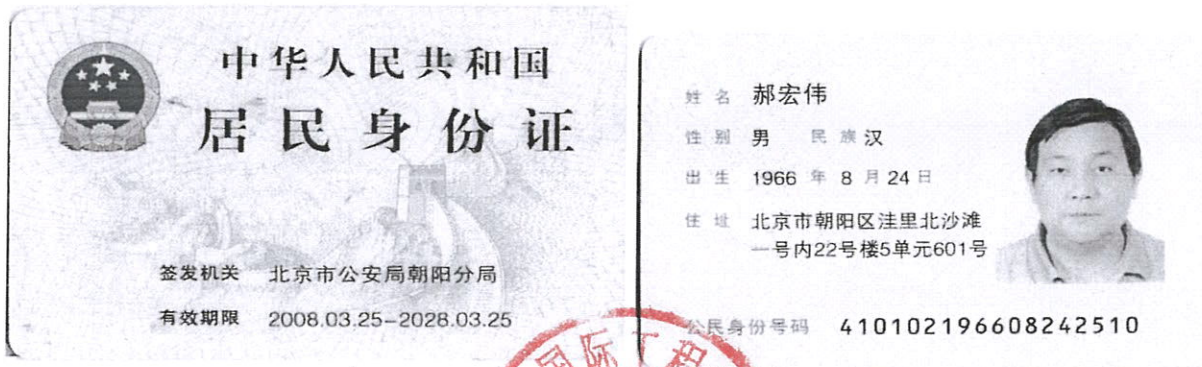 中华人民共和国
居民身份证
签发机关 北京市公安局朝阳分局
有效期限 2008.03.25-2028.03.25
姓名 郝宏伟
性别 男 民族 汉
出生 1966 年 8 月 24 日
住址 北京市朝阳区洼里北沙滩
一号内22号楼5单元601号
公民身份号码 410102196608242510
国际工程